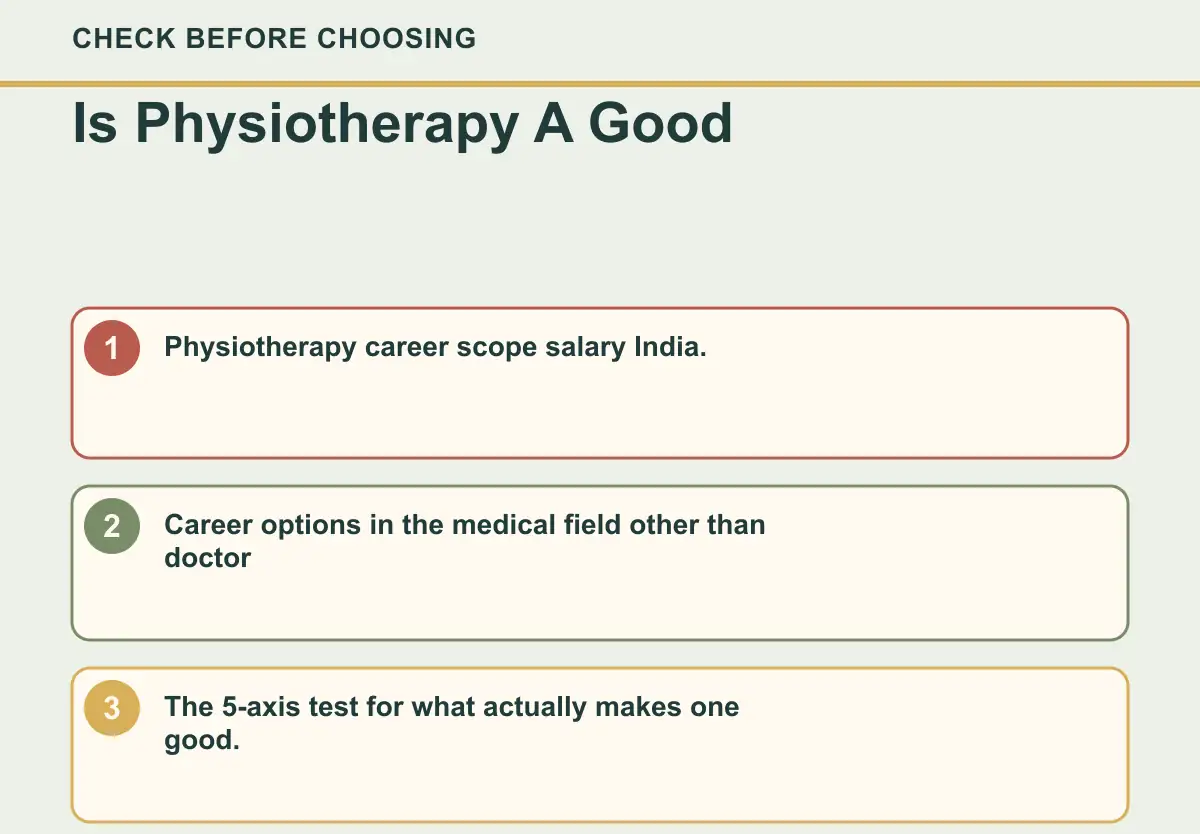 CHECK BEFORE CHOOSING
Is Physiotherapy A Good
1
Physiotherapy career scope salary India.
2
Career options in the medical field other than
doctor
3
The 5-axis test for what actually makes one
good.